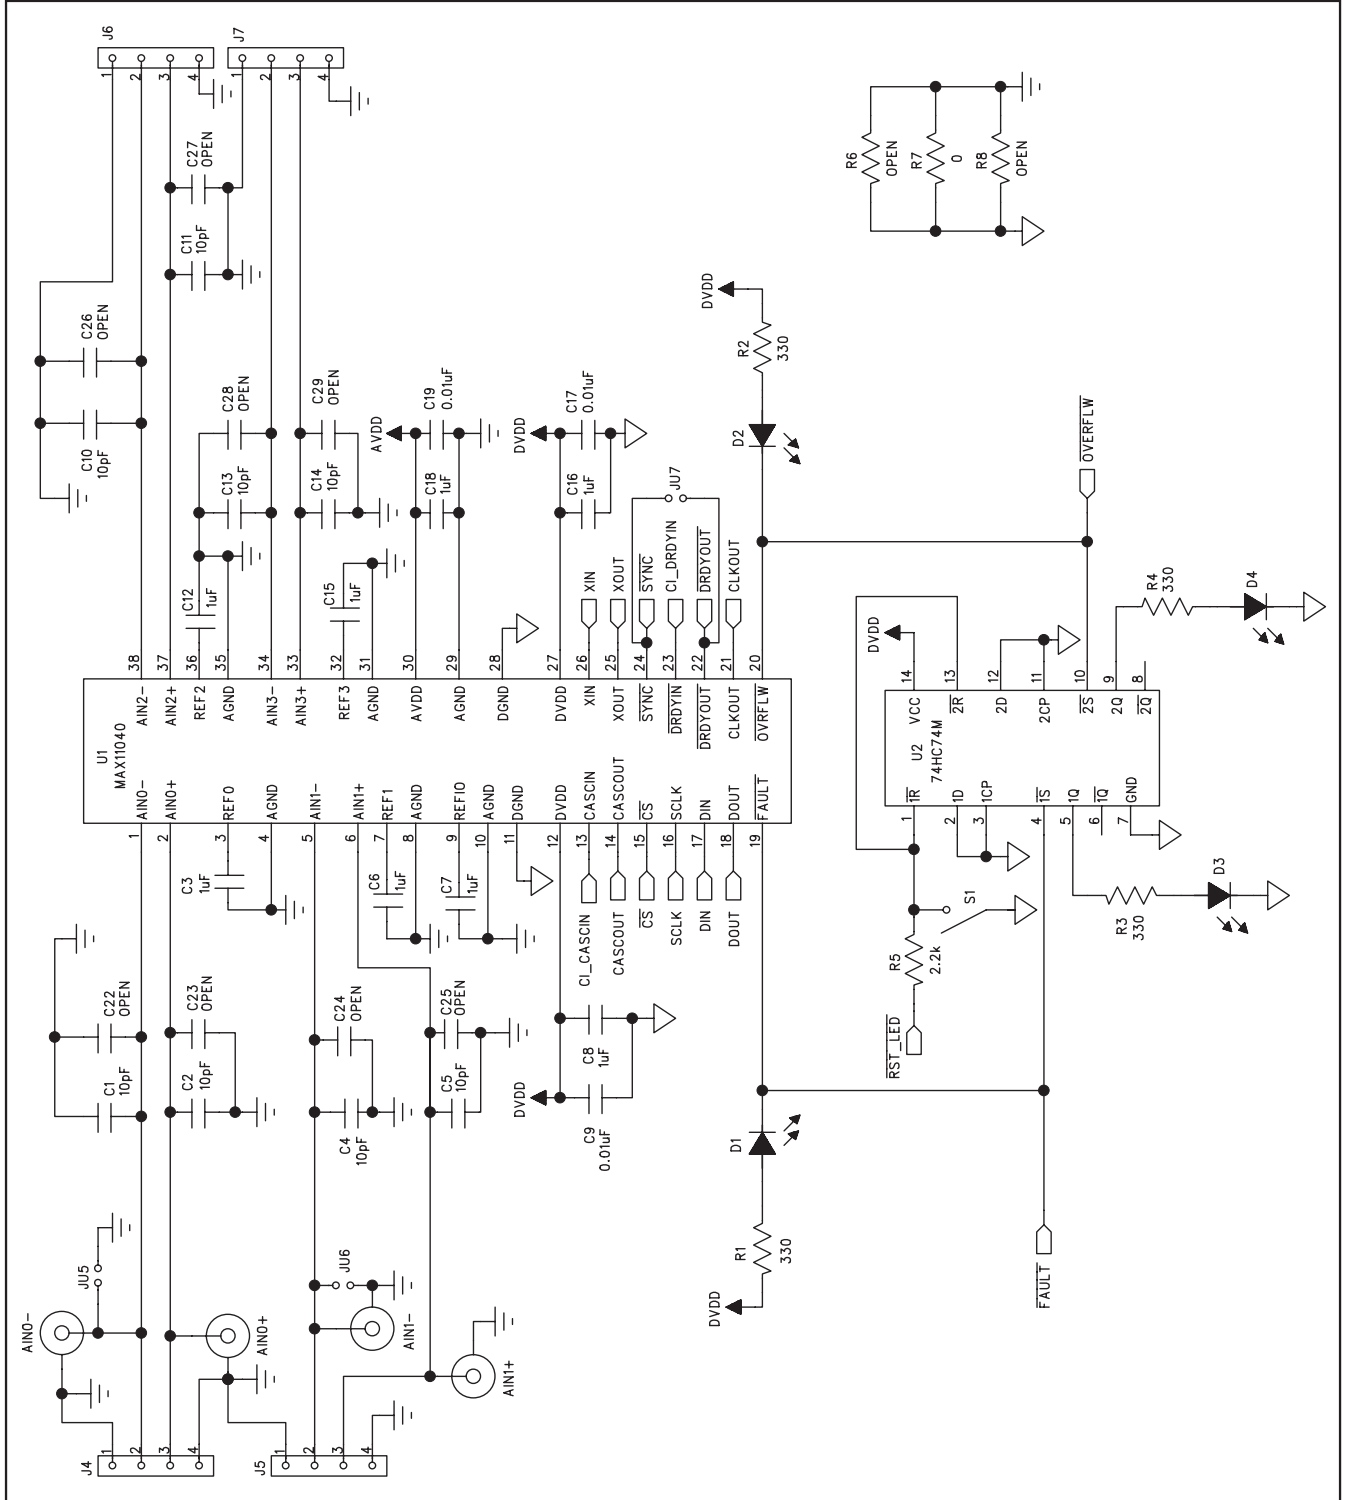 J6
1
2
3
4
J7
1
2
3
4
C27
OPEN
C11
10pF
C26
OPEN
C10
10pF
C28
OPEN
C13
10pF
C29
OPEN
C14
10pF
C12
1uF
C15
1uF
AVDD
C19
0.01uF
C18
1uF
DVDD
C17
0.01uF
C16
1uF
JU7
XIN
XOUT
SYNC
CI_DRDYIN
DRDYOUT
CLKOUT
R6
OPEN
R7
0
R8
OPEN
DVDD
R2
330
D2
OVERFLW
38
37
36
35
34
33
32
31
30
29
28
27
26
25
24
23
22
21
20
AIN2-
AIN2+
REF2
AGND
AIN3-
AIN3+
REF3
AGND
AVDD
AGND
DGND
DVDD
XIN
XOUT
SYNC
DRDYIN
DRDYOUT
CLKOUT
OVRFLW
U1
MAX11040
AIN0-
AIN0+
REF0
AGND
AIN1-
AIN1+
REF1
AGND
REFIO
AGND
DGND
DVDD
CASCIN
CASCOUT
CS
SCLK
DIN
DOUT
FAULT
1
2
3
4
5
6
7
8
9
10
11
12
13
14
15
16
17
18
19
C3
1uF
C6
1uF
C7
1uF
CI_CASCIN
CASCOUT
CS
SCLK
DIN
DOUT
C22
OPEN
C1
10pF
C23
OPEN
C2
10pF
C24
OPEN
C4
10pF
C25
OPEN
C5
10pF
DVDD
C8
1uF
C9
0.01uF
JU5
AIN0-
AIN0+
JU6
AIN1-
AIN1+
J4
1
2
3
4
J5
1
2
3
4
DVDD
R1
330
D1
FAULT
DVDD
14
13
12
11
10
9
8
VCC
2R
2D
2CP
2S
2Q
2Q
U2
74HC74M
1R
1D
1CP
1S
1Q
1Q
GND
1
2
3
4
5
6
7
R4
330
D4
R3
330
D3
S1
R5
2.2k
RST_LED